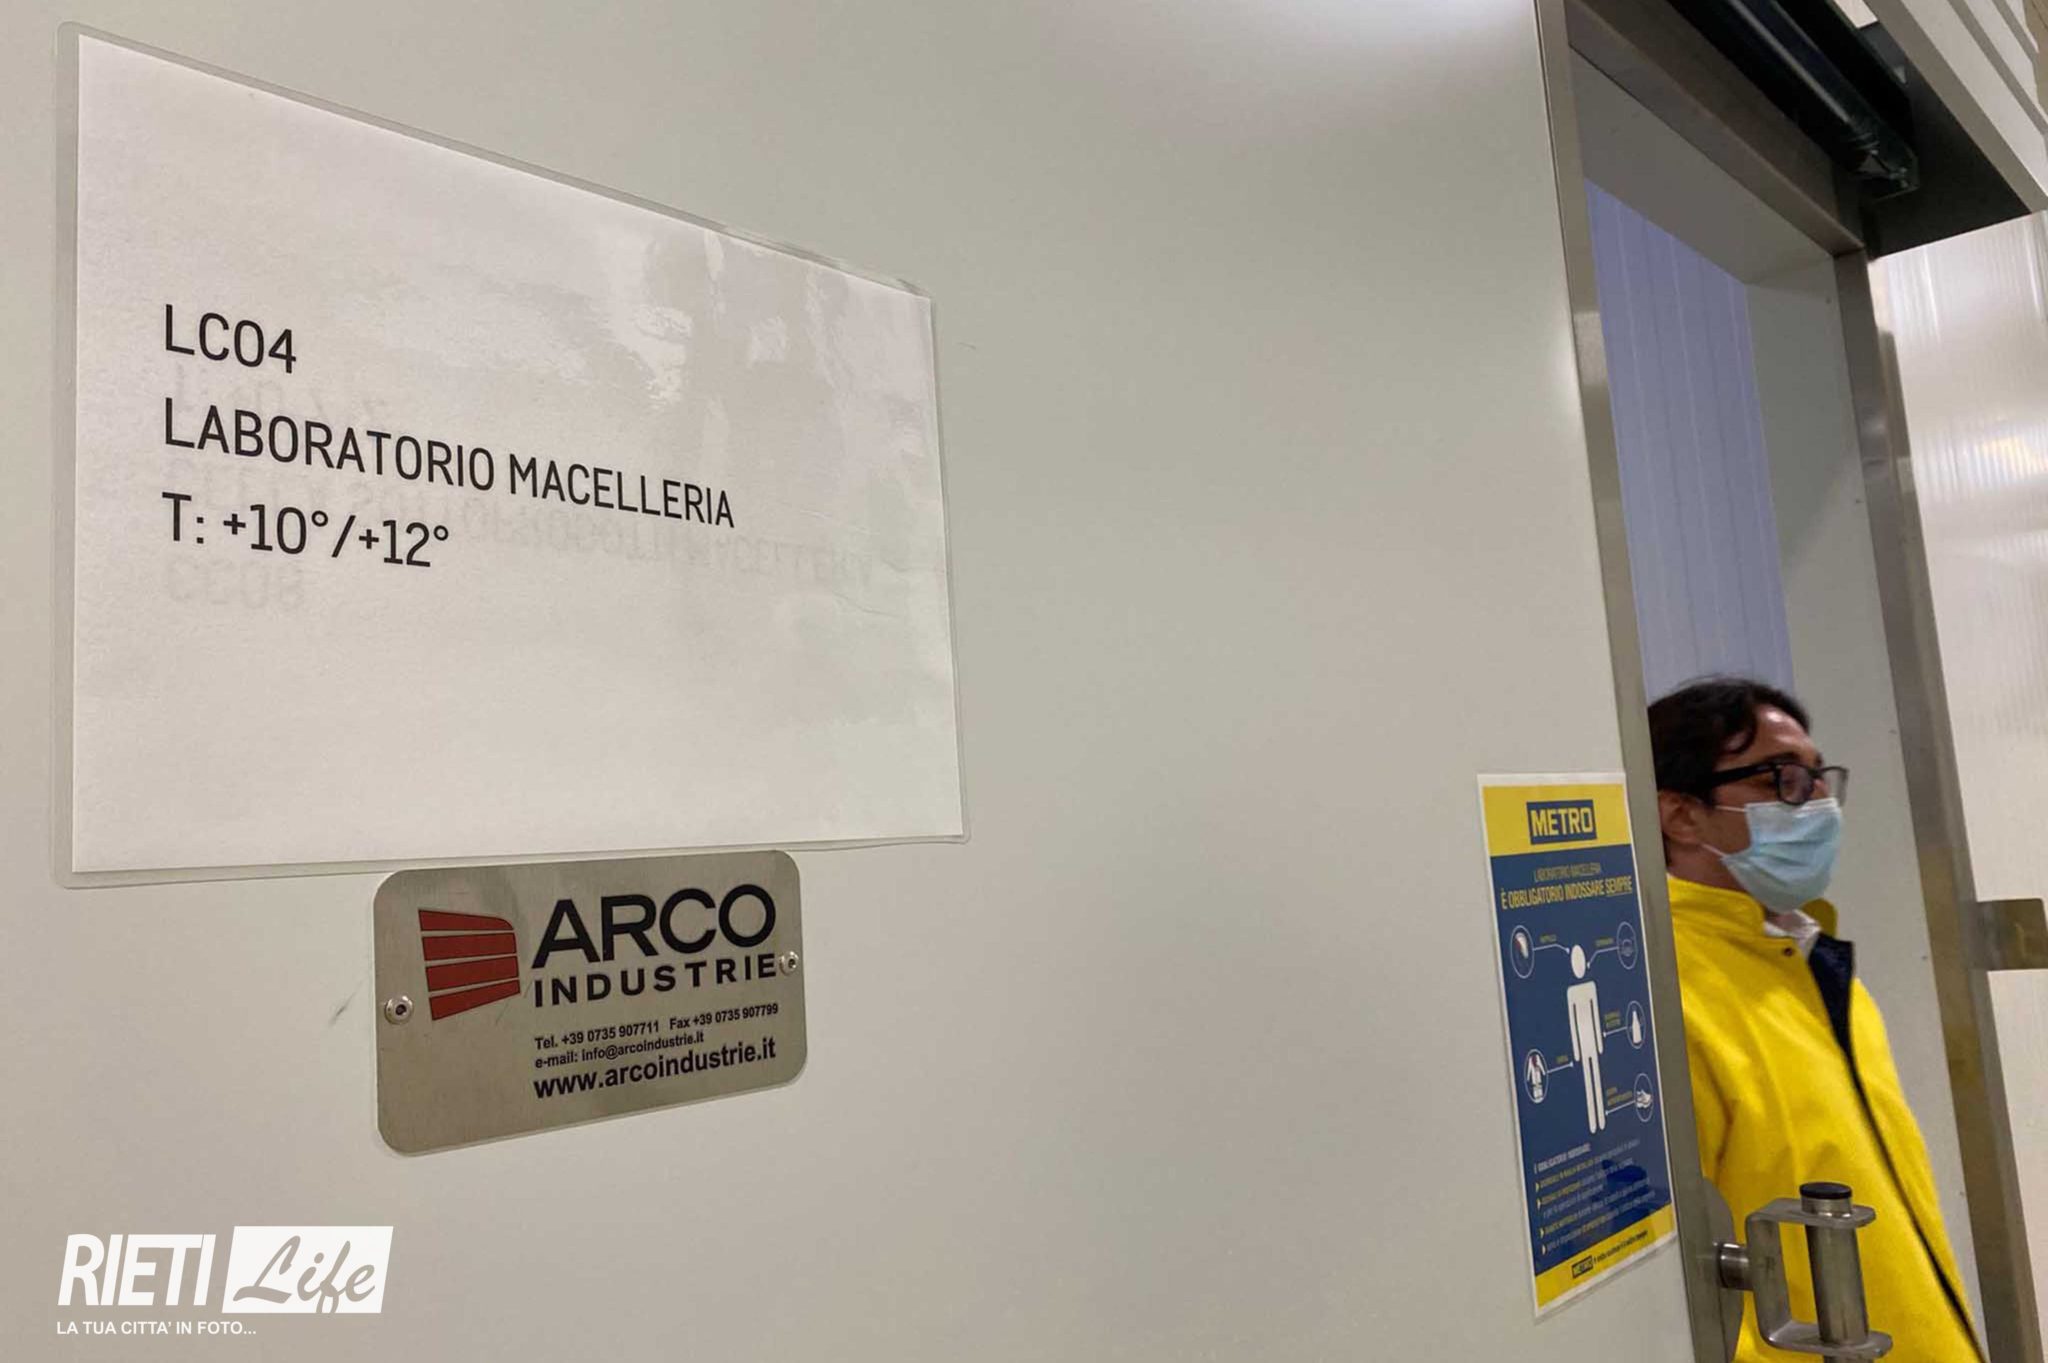 LC04
LABORATORIO MACELLERIA
T: +10°/+12°
ARCO
INDUSTRIE
Tel. +39 0735 907711 Fax +39 0735 907799
e-mail: info@arcoindustrie.it
www.arcoindustrie.it
METRO
LABORATORIO MACELLERIA
È OBBLIGATORIO INDOSSARE SEMPRE
METRO
RIETI Life
LA TUA CITTA' IN FOTO...